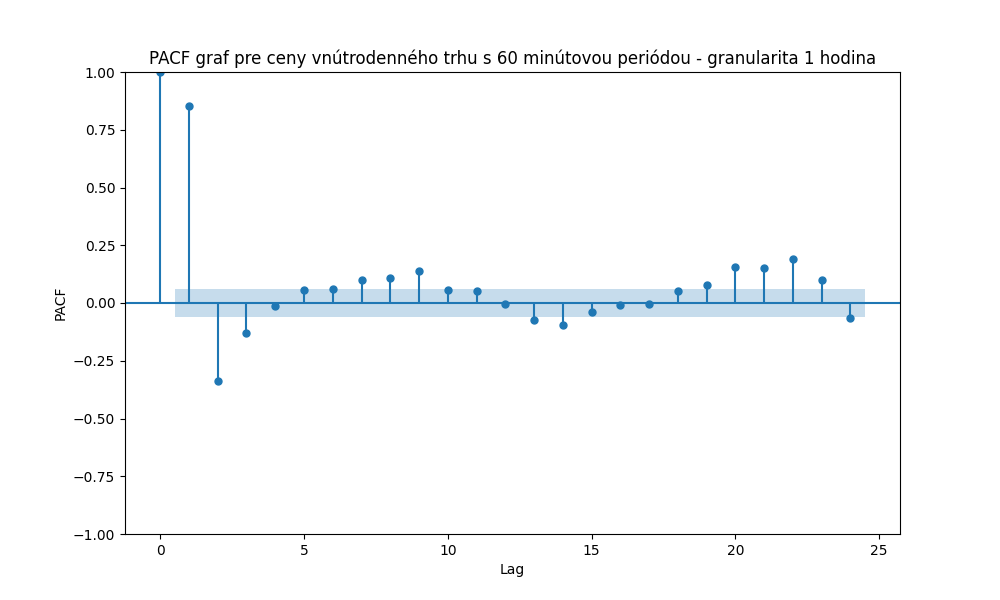 PACF graf pre ceny vnútrodenného trhu s 60 minútovou periódou - granularita 1 hodina
1.00
0.75
0.50
0.25
0.00
−0.25
−0.50
−0.75
−1.00
PACF
0 5 10 15 20 25
Lag